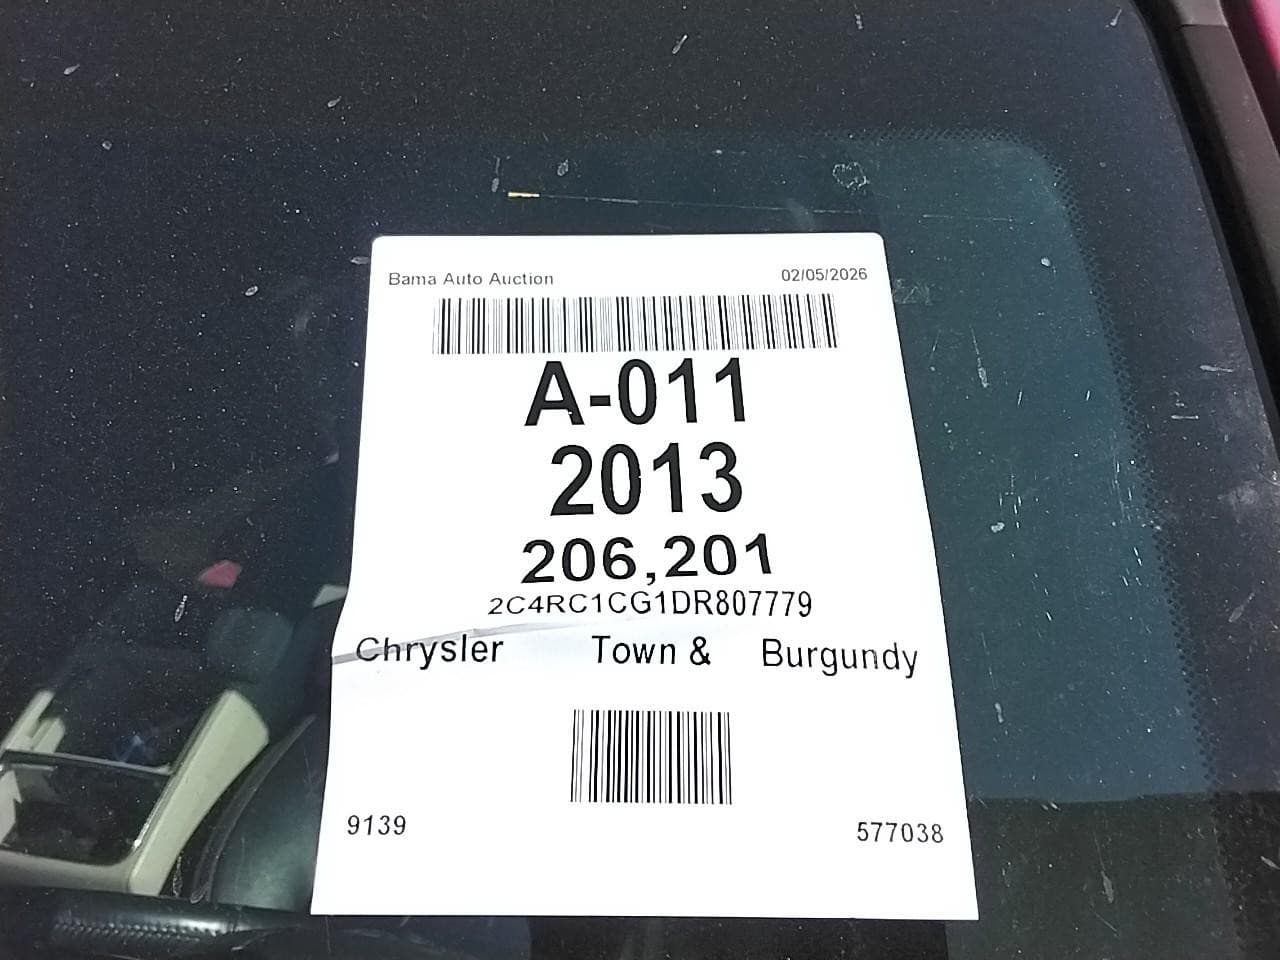 Bama Auto Auction 02/05/2026
A-011
2013
206,201
2C4RC1CG1DR807779
Chrysler Town & Burgundy
9139 577038